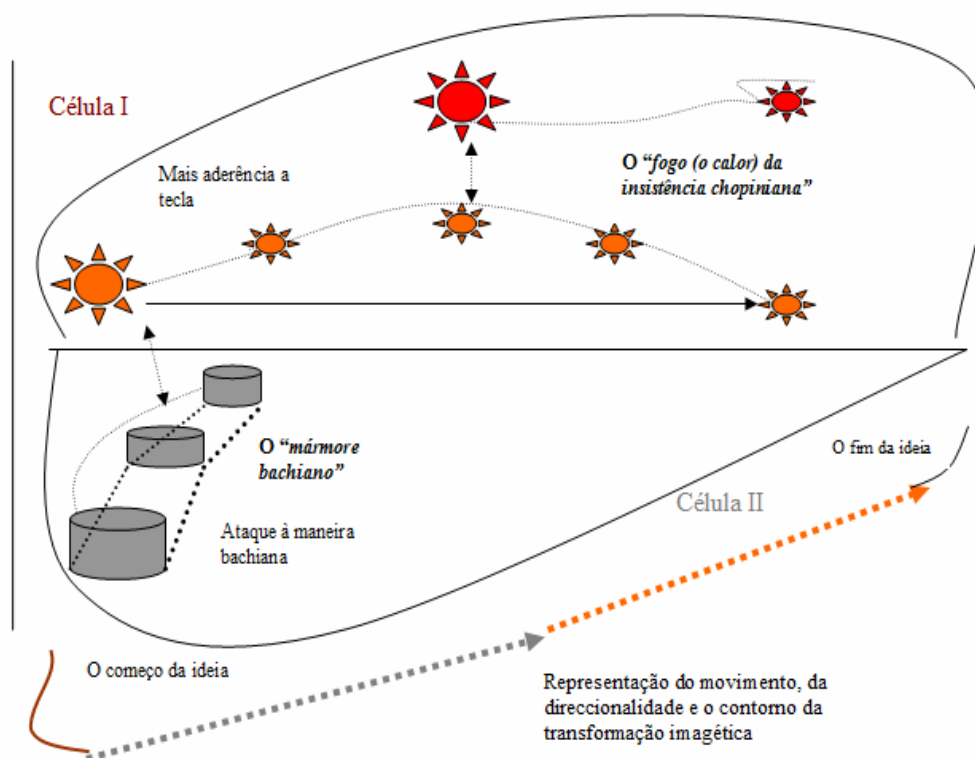 Célula I
Mais aderência a
tecla
O “fogo (o calor) da
insistência chopiniana”
O “mármore
bachiano”
Ataque à maneira
bachiana
O fim da ideia
Célula II
O começo da ideia
Representação do movimento, da
direccionalidade e o contorno da
transformação imagética